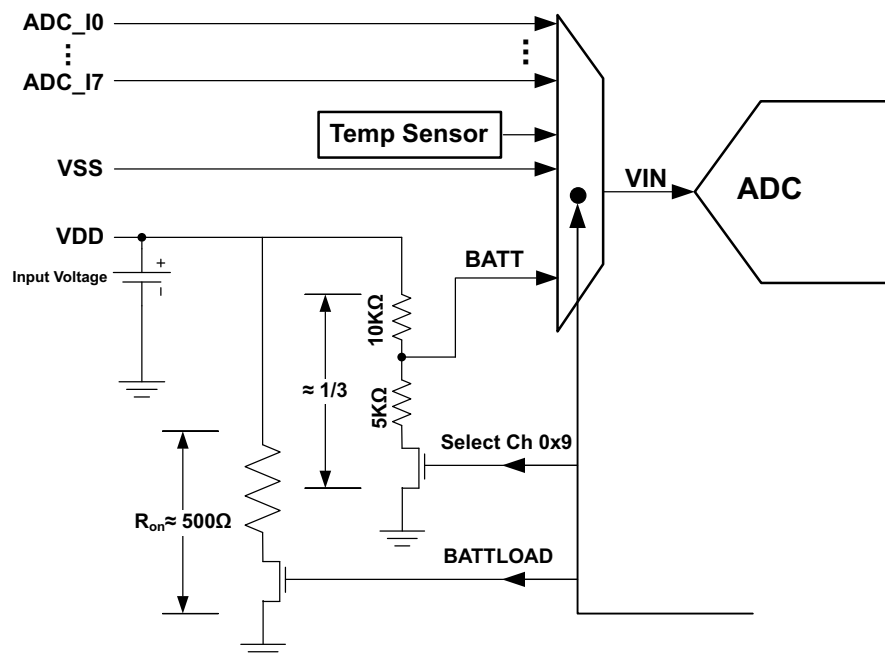 ADC_I0
ADC_I7
Temp Sensor
VSS
VIN
ADC
VDD
BATT
Input Voltage
+
10KΩ
≈ 1/3
5KΩ
Select Ch 0x9
Ron≈ 500Ω
BATTLOAD